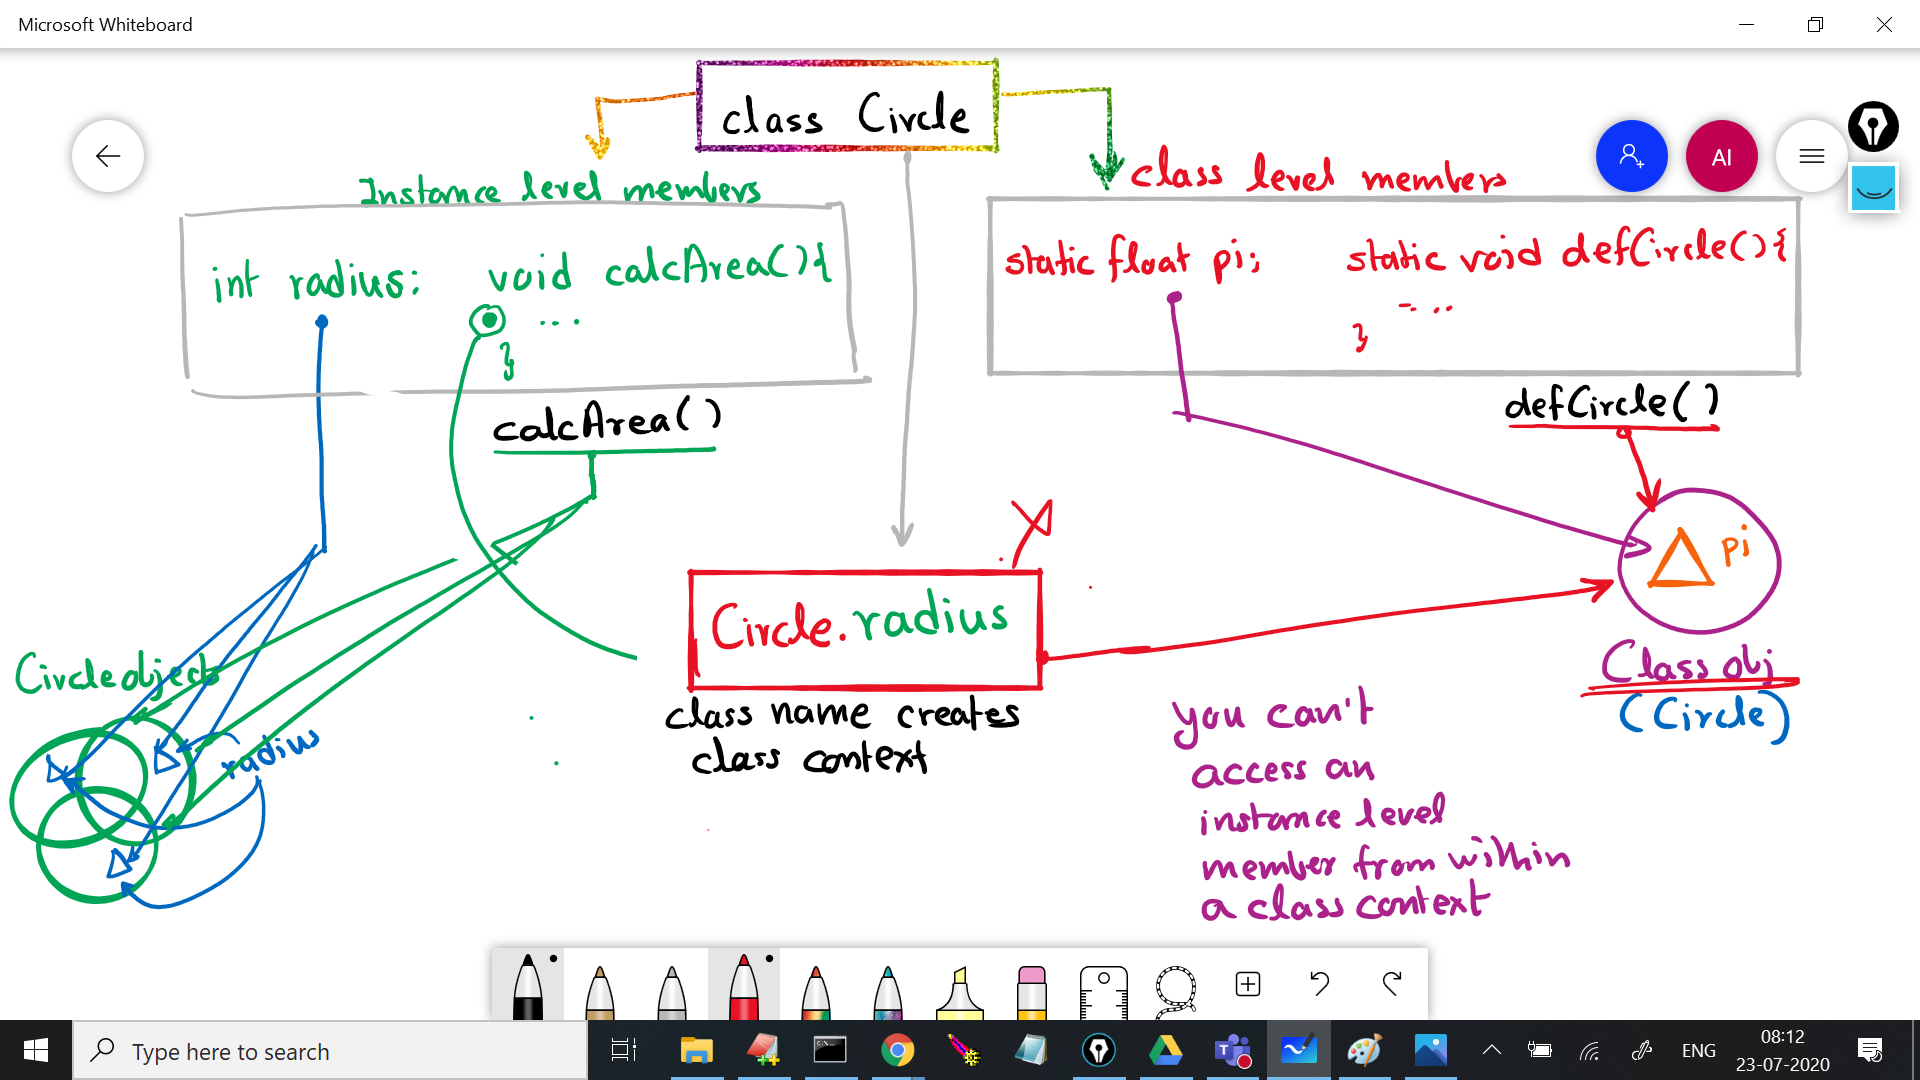 Microsoft Whiteboard
class Circle
Instance level members
class level members
AI
int radius;
void calcArea(){
...
}
static float pi;
static void defCircle(){
-...
}
calcArea()
defCircle()
pi
Circle.radius
Class obj
(Circle)
Circle objects
radius
class name creates
class context
you can't
access an
instance level
member from within
a class context
Type here to search
ENG
08:12
23-07-2020